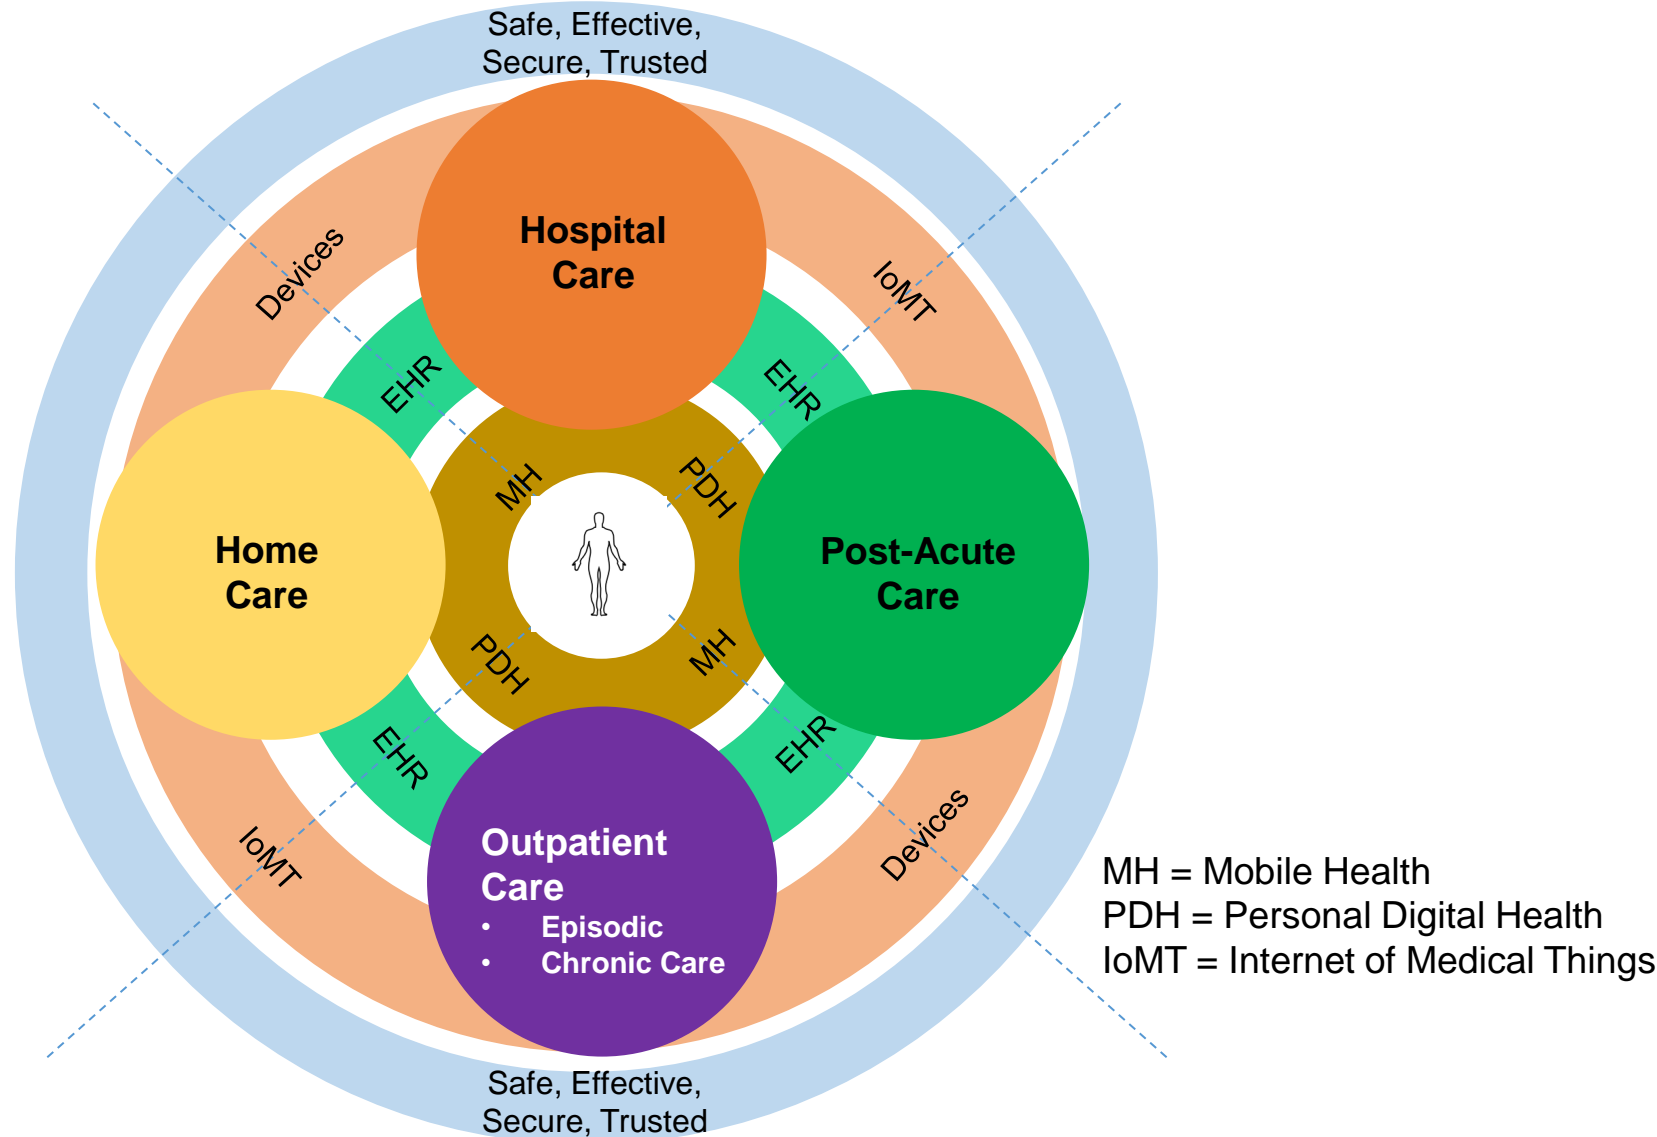 Safe, Effective,
Secure, Trusted
Hospital
Care
Devices
IoMT
EHR
EHR
MH
PDH
Home
Care
Post-Acute
Care
PDH
MH
EHR
EHR
IoMT
Devices
Outpatient
Care
• Episodic
• Chronic Care
MH = Mobile Health
PDH = Personal Digital Health
IoMT = Internet of Medical Things
Safe, Effective,
Secure, Trusted